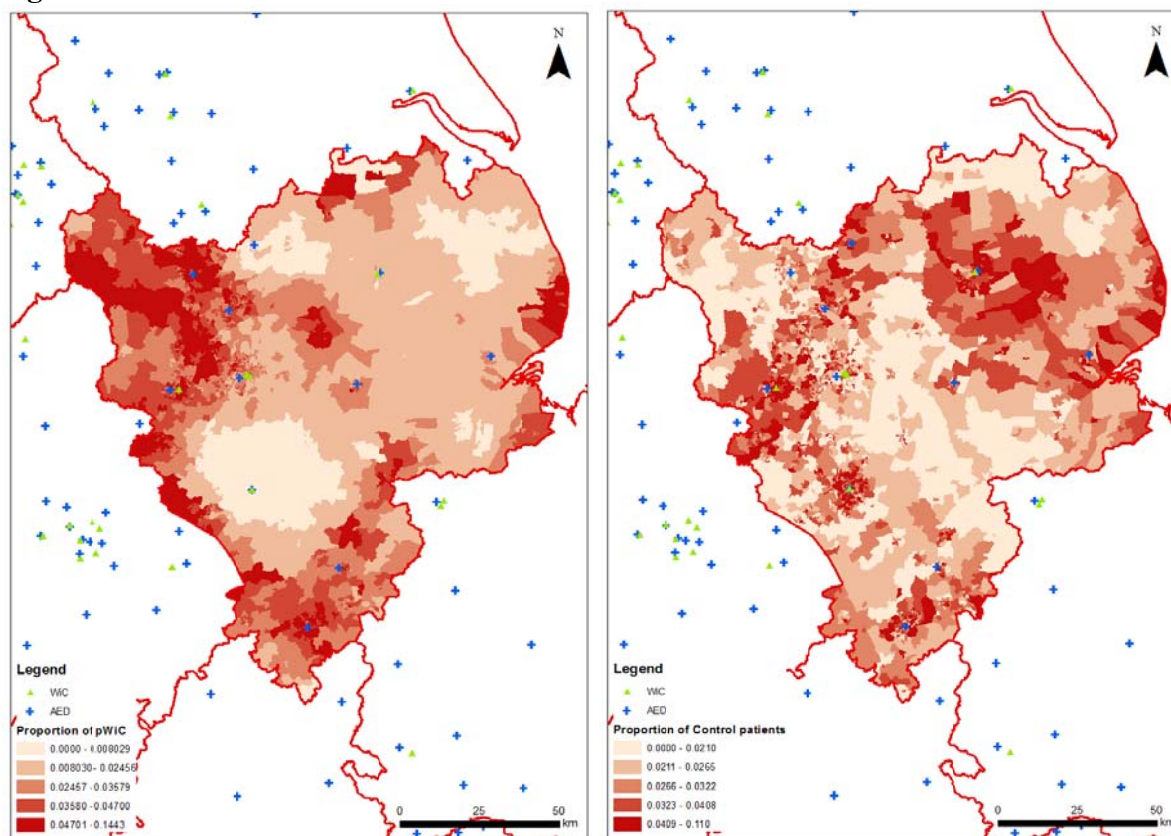 N
Legend
WiC
AED
Proportion of pWiC
0.0000 - 0.008029
0.008030 - 0.02456
0.02457 - 0.03579
0.03580 - 0.04700
0.04701 - 0.1443
0 25 50
km
N
Legend
WiC
AED
Proportion of Control patients
0.0000 - 0.0210
0.0211 - 0.0265
0.0266 - 0.0322
0.0323 - 0.0408
0.0409 - 0.110
0 25 50
km